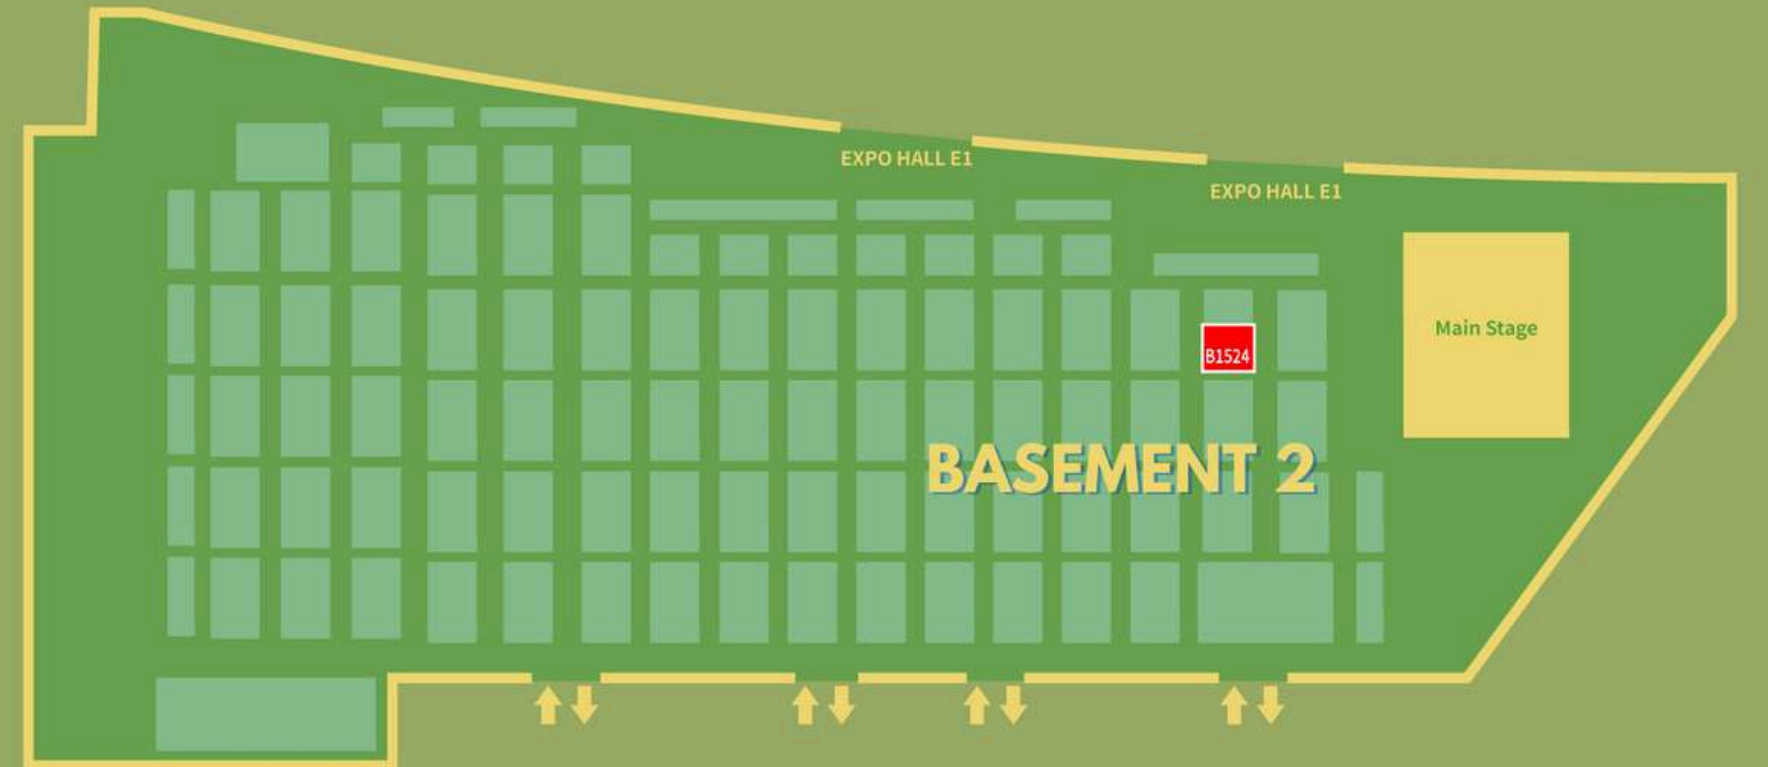 EXPO HALL E1
EXPO HALL E1
Main Stage
B1524
BASEMENT 2